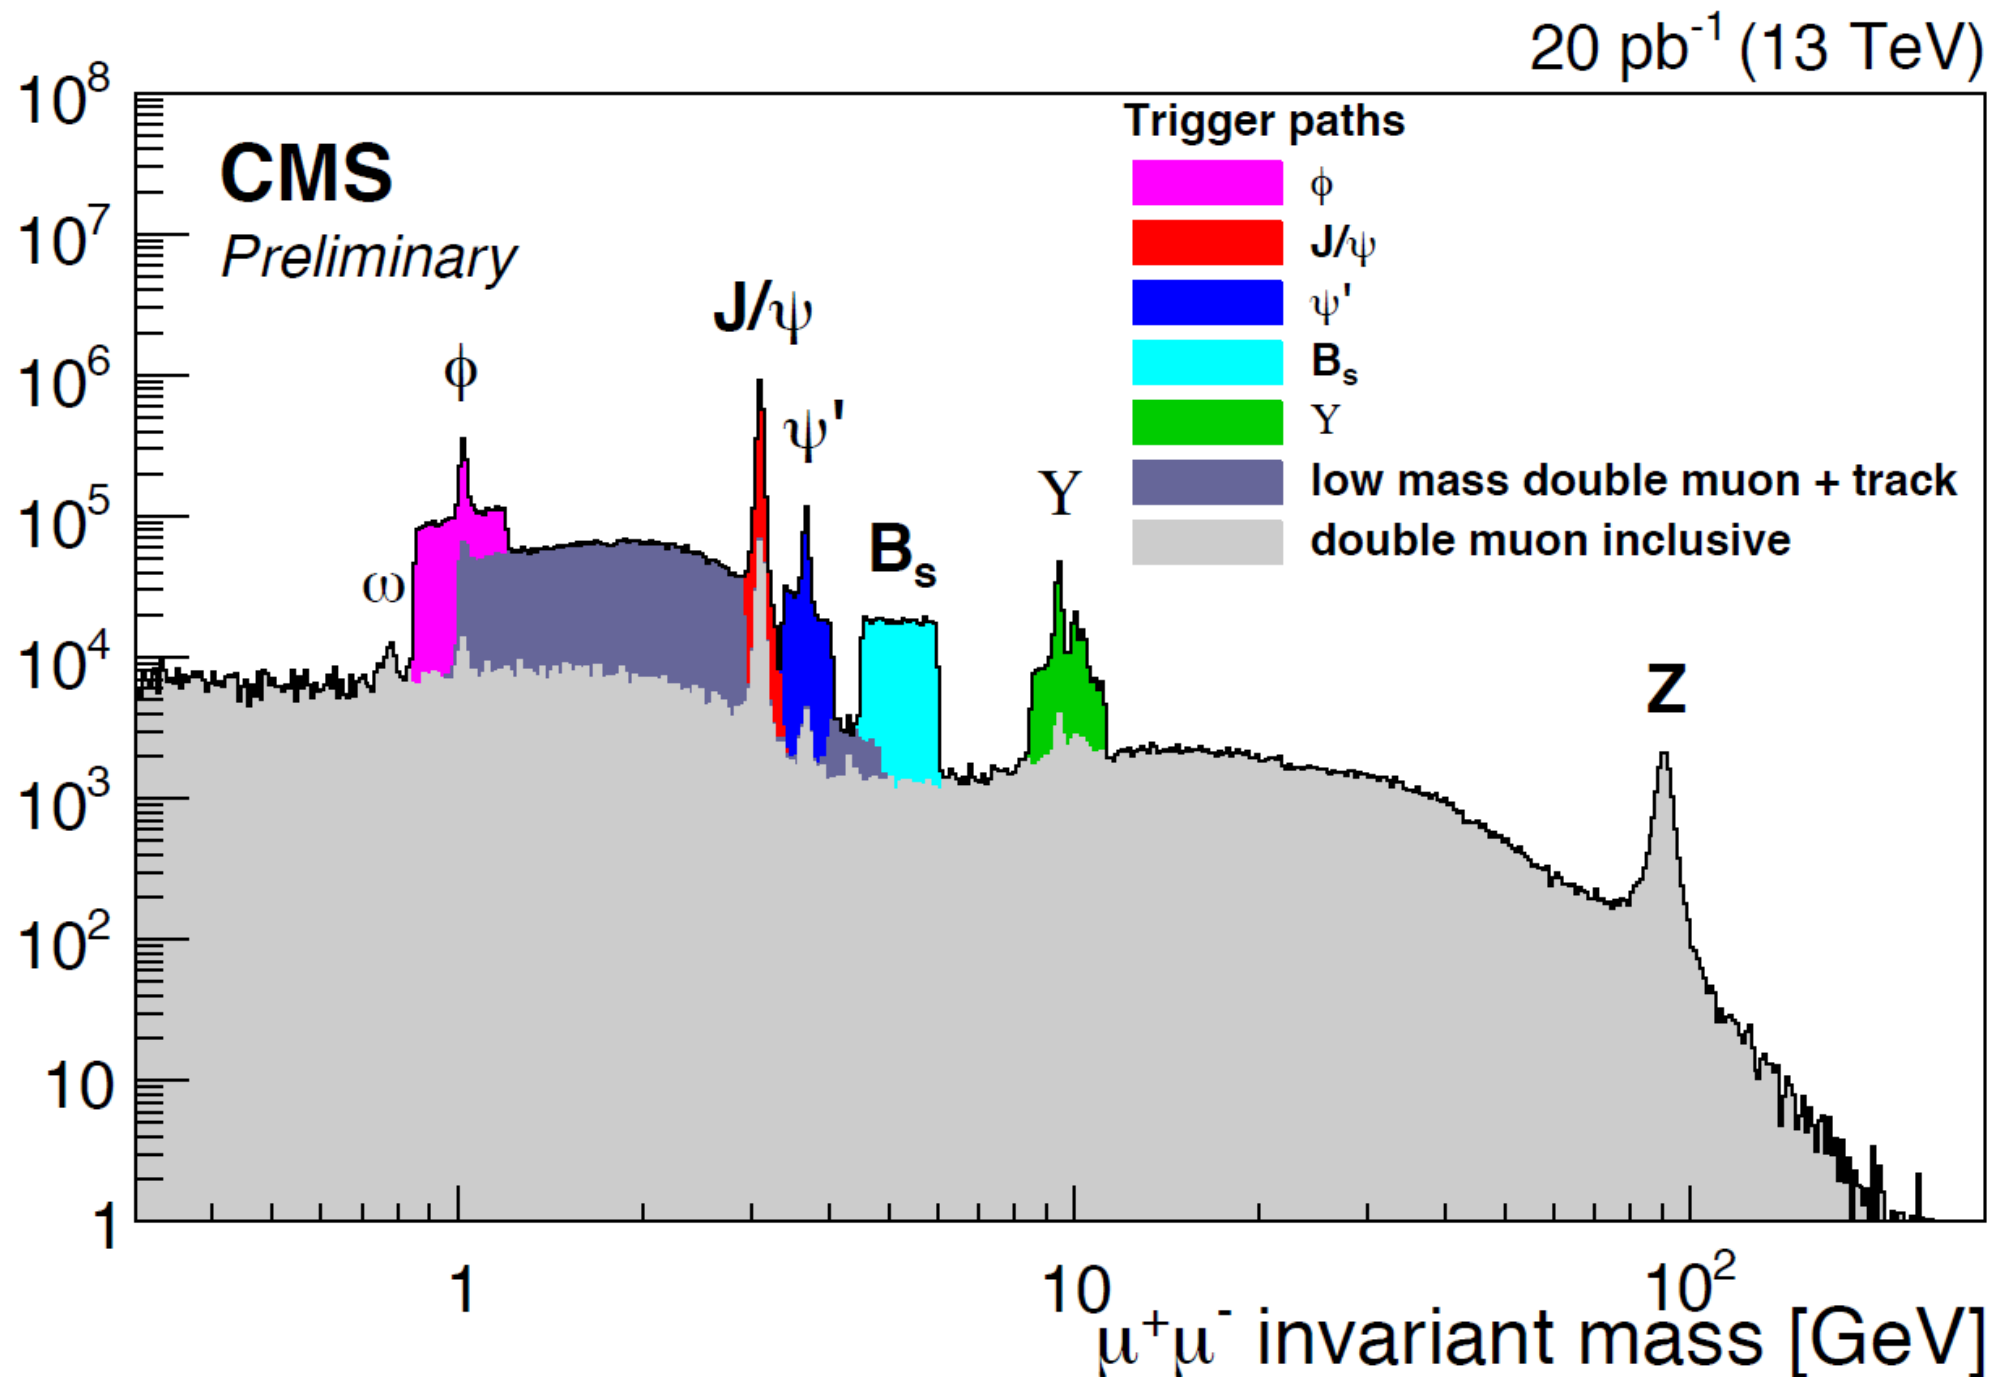 20 pb⁻¹ (13 TeV)
CMS
Preliminary
Trigger paths
ϕ
J/ψ
ψ'
Bₛ
Υ
low mass double muon + track
double muon inclusive
10⁸
10⁷
10⁶
10⁵
10⁴
10³
10²
10
1
ω
ϕ
J/ψ
ψ'
Bₛ
Υ
Z
1
10
10²
μ⁺μ⁻ invariant mass [GeV]